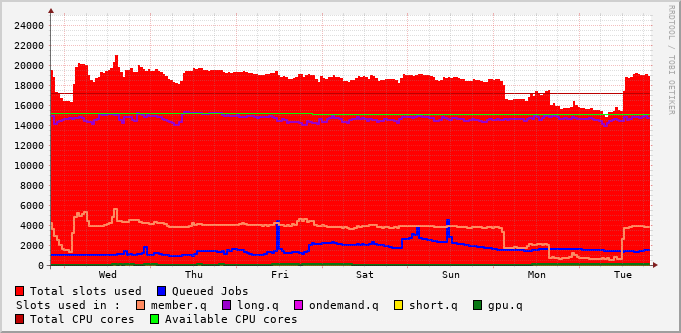 24000
22000
20000
18000
16000
14000
12000
10000
8000
6000
4000
2000
0
Wed Thu Fri Sat Sun Mon Tue
RRDTOOL / TOBI OETIKER
Total slots used Queued Jobs
Slots used in : member.q long.q ondemand.q short.q gpu.q
Total CPU cores Available CPU cores